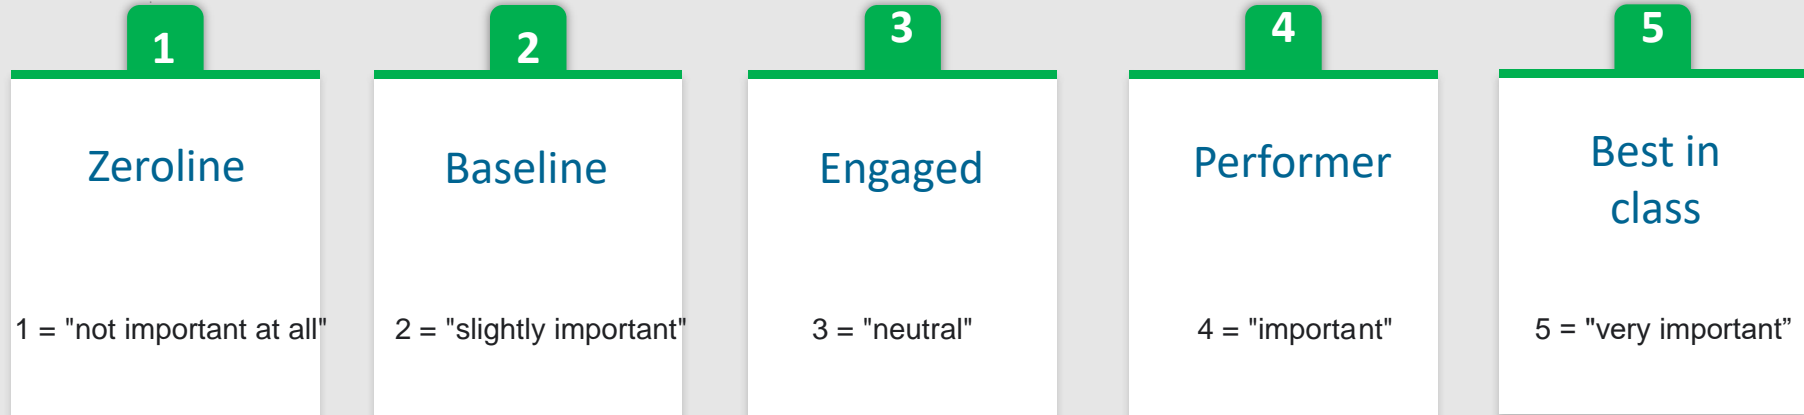 1
Zeroline
1 = "not important at all"
2
Baseline
2 = "slightly important"
3
Engaged
3 = "neutral"
4
Performer
4 = "important"
5
Best in
class
5 = "very important”